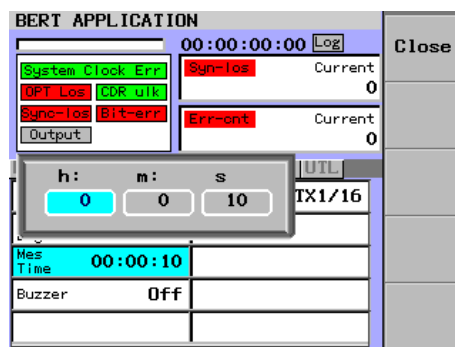 BERT APPLICATION
00:00:00:00 Log
Close
System Clock Err
OPT Los CDR ulk
Sync-los Bit-err
Output
Syn-los Current
0
Err-cnt Current
0
UTL
h: m: s
0 0 10
TX1/16
Mes Time 00:00:10
Buzzer Off